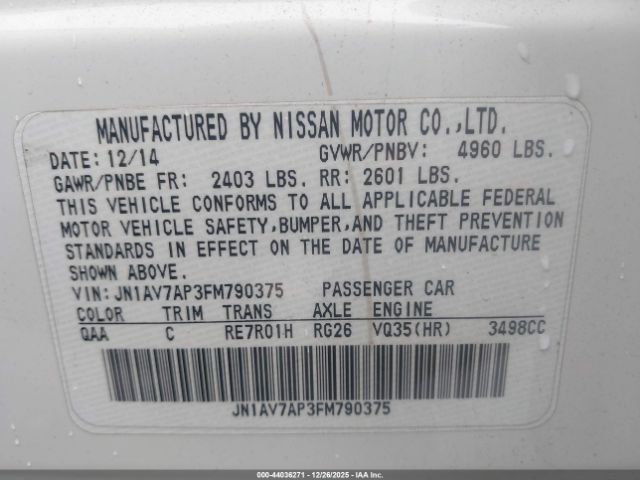 MANUFACTURED BY NISSAN MOTOR CO.,LTD.
DATE: 12/14 GVWR/PNBV: 4960 LBS.
GAWR/PNBE FR: 2403 LBS. RR: 2601 LBS.
THIS VEHICLE CONFORMS TO ALL APPLICABLE FEDERAL
MOTOR VEHICLE SAFETY,BUMPER,AND THEFT PREVENTION
STANDARDS IN EFFECT ON THE DATE OF MANUFACTURE
SHOWN ABOVE.
VIN: JN1AV7AP3FM790375 PASSENGER CAR
COLOR TRIM TRANS AXLE ENGINE
QAA C RE7R01H RG26 VQ35(HR) 3498CC
JN1AV7AP3FM790375
000-44036271 - 12/26/2025 - IAA Inc.